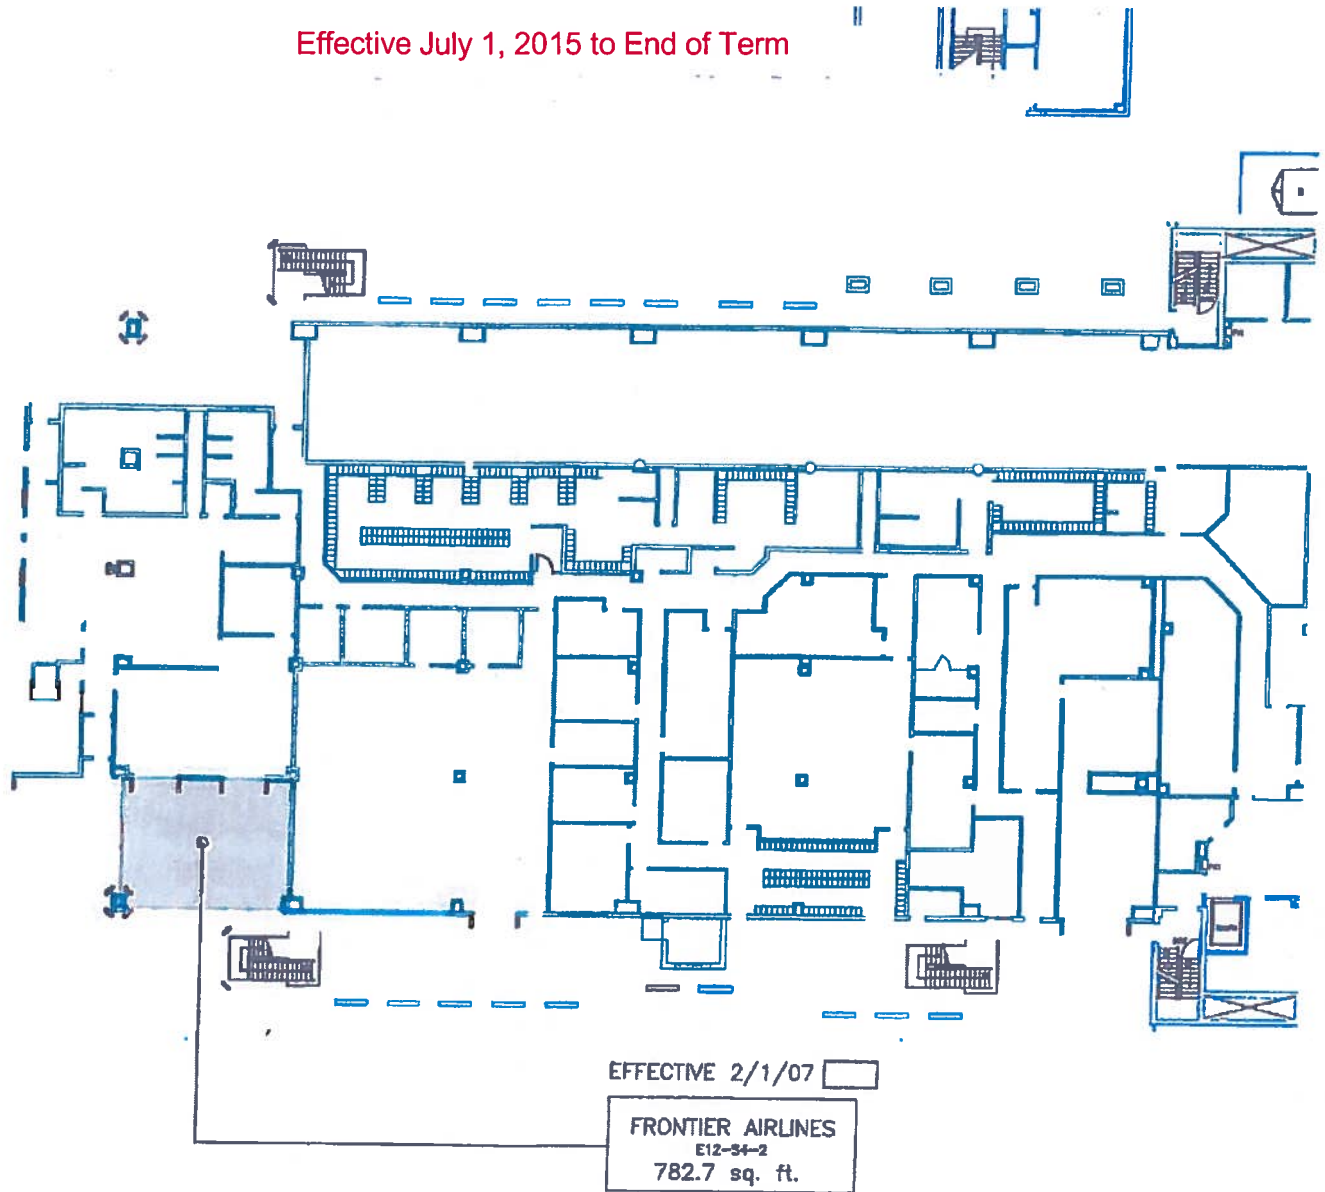 Effective July 1, 2015 to End of Term
EFFECTIVE 2/1/07
FRONTIER AIRLINES
E12-S4-2
782.7 sq. ft.